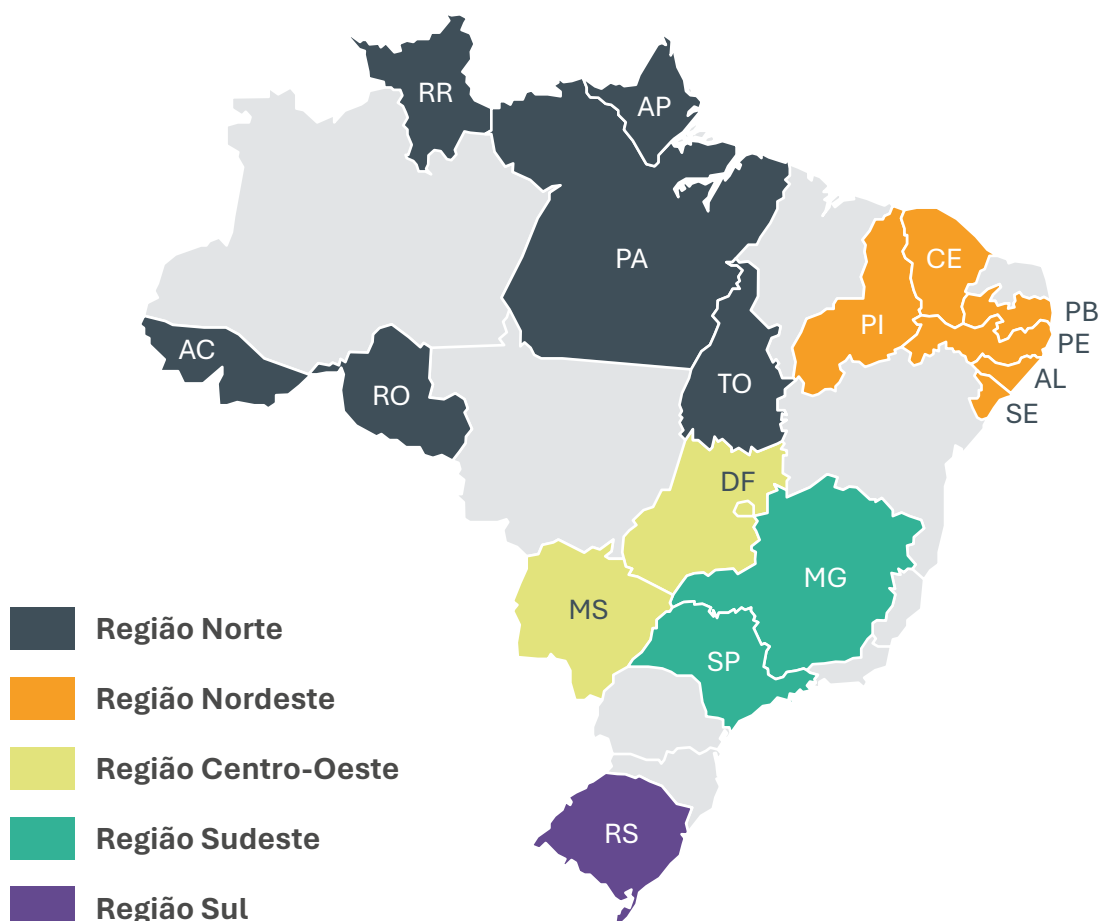 RR
AP
PA
CE
PI
PB
PE
AC
TO
RO
AL
SE
DF
MG
MS
SP
RS
Região Norte
Região Nordeste
Região Centro-Oeste
Região Sudeste
Região Sul